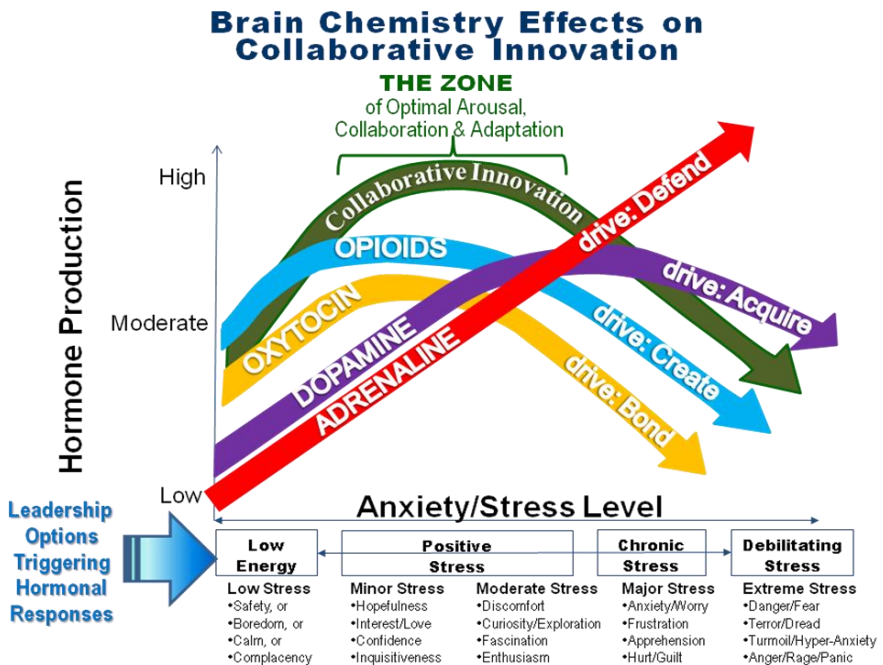 Brain Chemistry Effects on
Collaborative Innovation
THE ZONE
of Optimal Arousal,
Collaboration & Adaptation
Hormone Production
High
Moderate
Low
Collaborative Innovation
OPIOIDS
OXYTOCIN
DOPAMINE
ADRENALINE
drive: Defend
drive: Acquire
drive: Create
drive: Bond
Anxiety/Stress Level
Leadership
Options
Triggering
Hormonal
Responses
Low
Energy
Positive
Stress
Chronic
Stress
Debilitating
Stress
Low Stress
•Safety, or
•Boredom, or
•Calm, or
•Complacency
Minor Stress
•Hopefulness
•Interest/Love
•Confidence
•Inquisitiveness
Moderate Stress
•Discomfort
•Curiosity/Exploration
•Fascination
•Enthusiasm
Major Stress
•Anxiety/Worry
•Frustration
•Apprehension
•Hurt/Guilt
Extreme Stress
•Danger/Fear
•Terror/Dread
•Turmoil/Hyper-Anxiety
•Anger/Rage/Panic